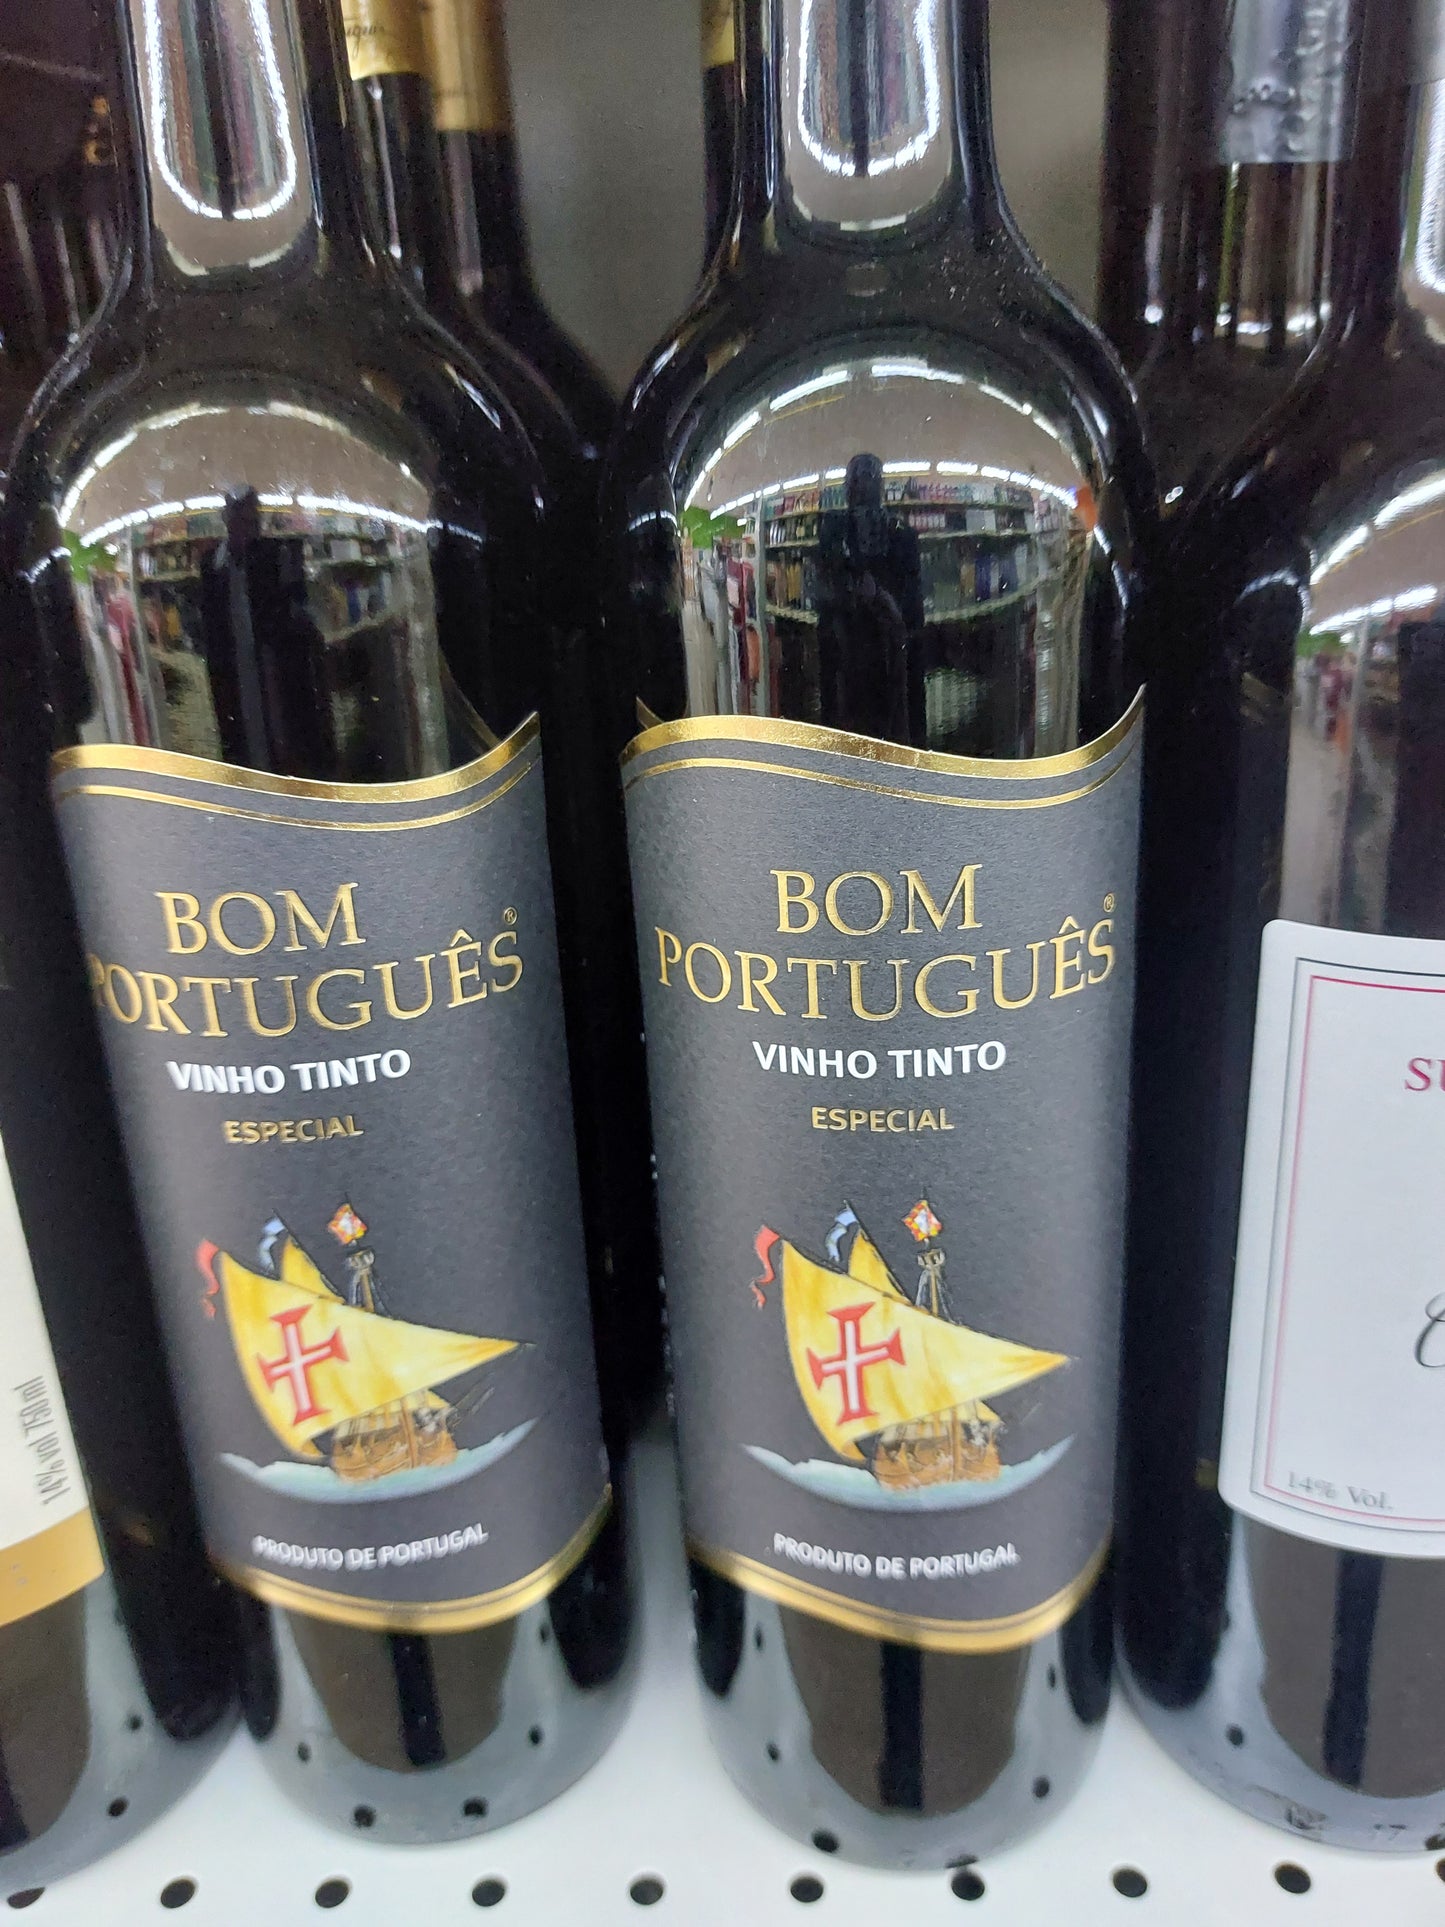 BOM
PORTUGUÊS®
VINHO TINTO
ESPECIAL
PRODUTO DE PORTUGAL
BOM
PORTUGUÊS®
VINHO TINTO
ESPECIAL
PRODUTO DE PORTUGAL
14% vol 750ml
14% Vol.